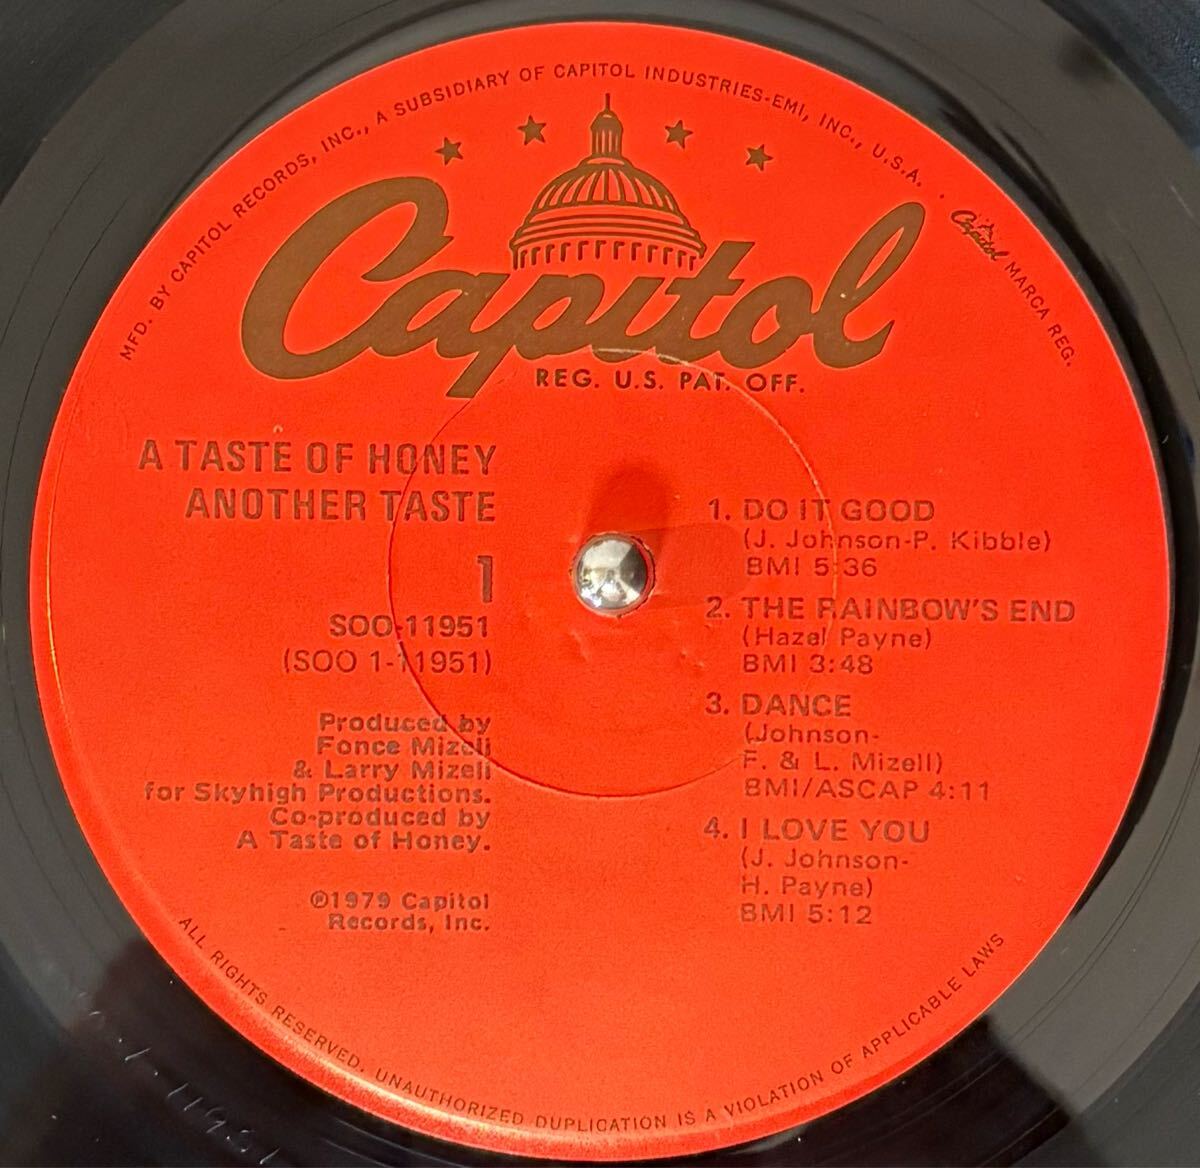 MFD. BY CAPITOL RECORDS, INC., A SUBSIDIARY OF CAPITOL INDUSTRIES-EMI, INC., U.S.A. . Capitol MARCA REG.
Capitol
REG. U.S. PAT. OFF.
A TASTE OF HONEY
ANOTHER TASTE
1
SOO-11951
(SOO 1-11951)
Produced by
Fonce Mizell
& Larry Mizell
for Skyhigh Productions.
Co-produced by
A Taste of Honey.
℗1979 Capitol
Records, Inc.
1. DO IT GOOD
(J. Johnson-P. Kibble)
BMI 5:36
2. THE RAINBOW'S END
(Hazel Payne)
BMI 3:48
3. DANCE
(Johnson-
F. & L. Mizell)
BMI/ASCAP 4:11
4. I LOVE YOU
(J. Johnson-
H. Payne)
BMI 5:12
ALL RIGHTS RESERVED. UNAUTHORIZED DUPLICATION IS A VIOLATION OF APPLICABLE LAWS